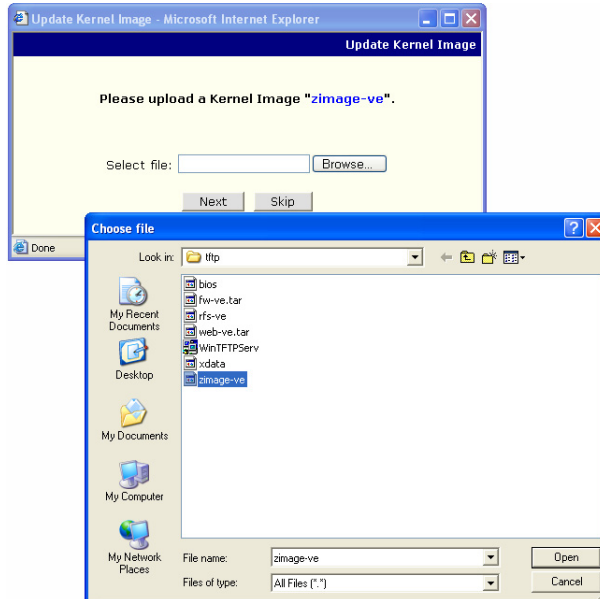 Update Kernel Image - Microsoft Internet Explorer
Update Kernel Image
Please upload a Kernel Image "zimage-ve".
Select file: Browse...
Next Skip
Done
Choose file
Look in: tftp
My Recent Documents
Desktop
My Documents
My Computer
My Network Places
bios
fw-ve.tar
rfs-ve
web-ve.tar
WinTFTPServ
xdata
zimage-ve
File name: zimage-ve Open
Files of type: All Files (*.*) Cancel